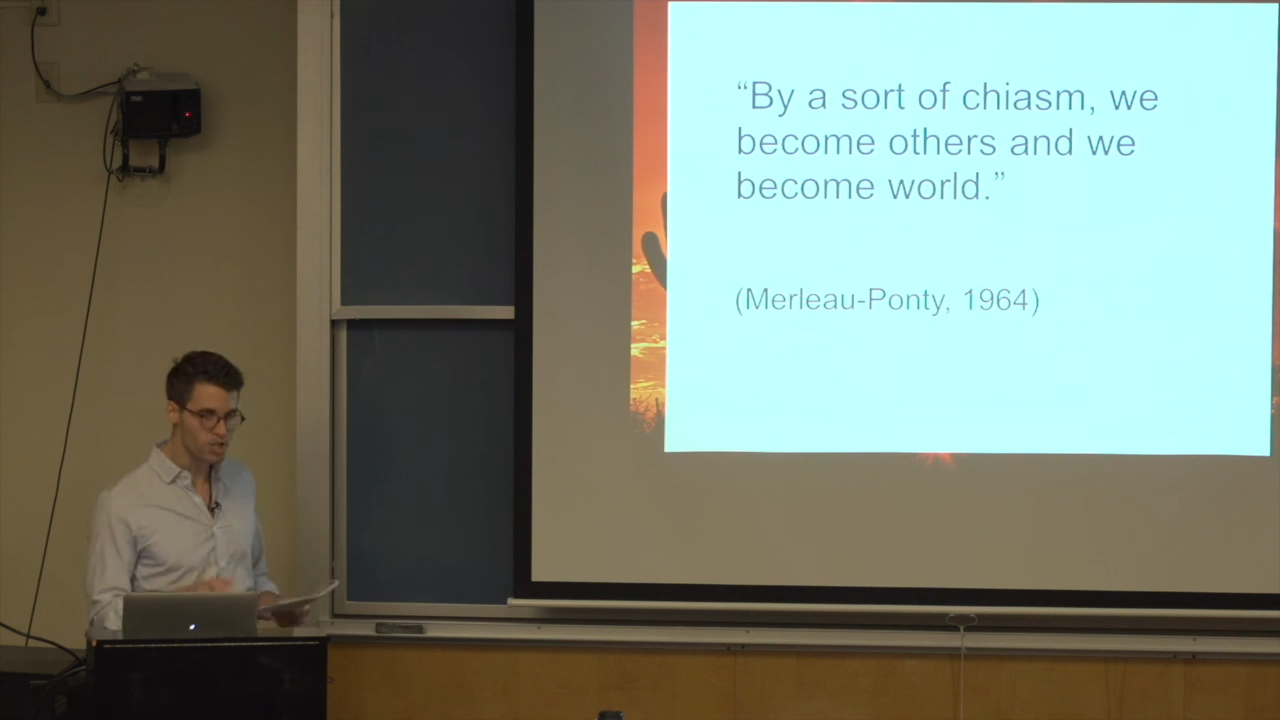 “By a sort of chiasm, we
become others and we
become world.”
(Merleau-Ponty, 1964)